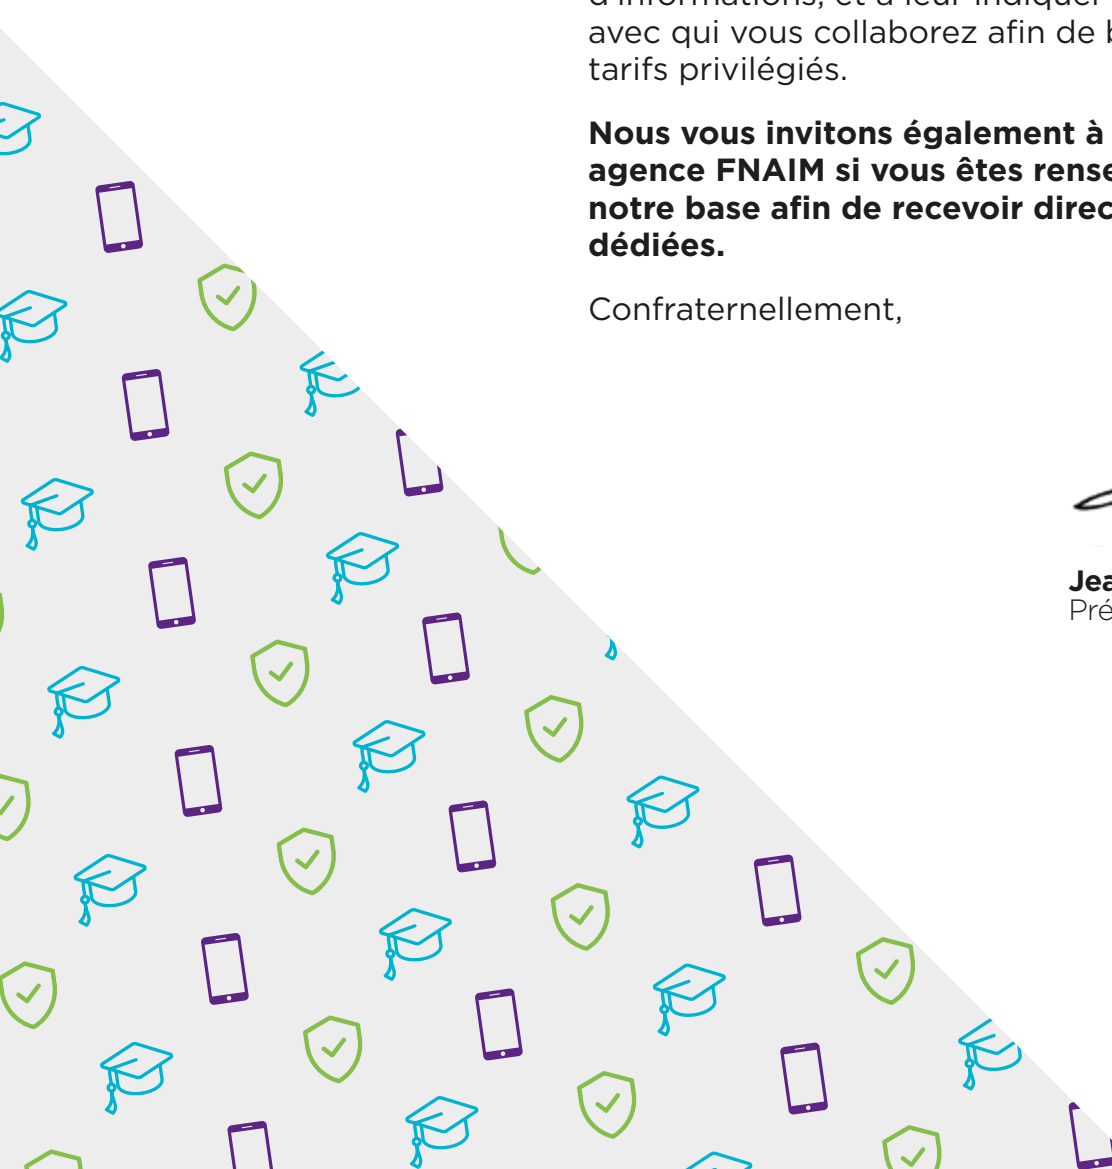 d'informations, et à leur indiquer
avec qui vous collaborez afin de
tarifs privilégiés.
Nous vous invitons également à
agence FNAIM si vous êtes
notre base afin de recevoir
dédiées.
Confraternellement,